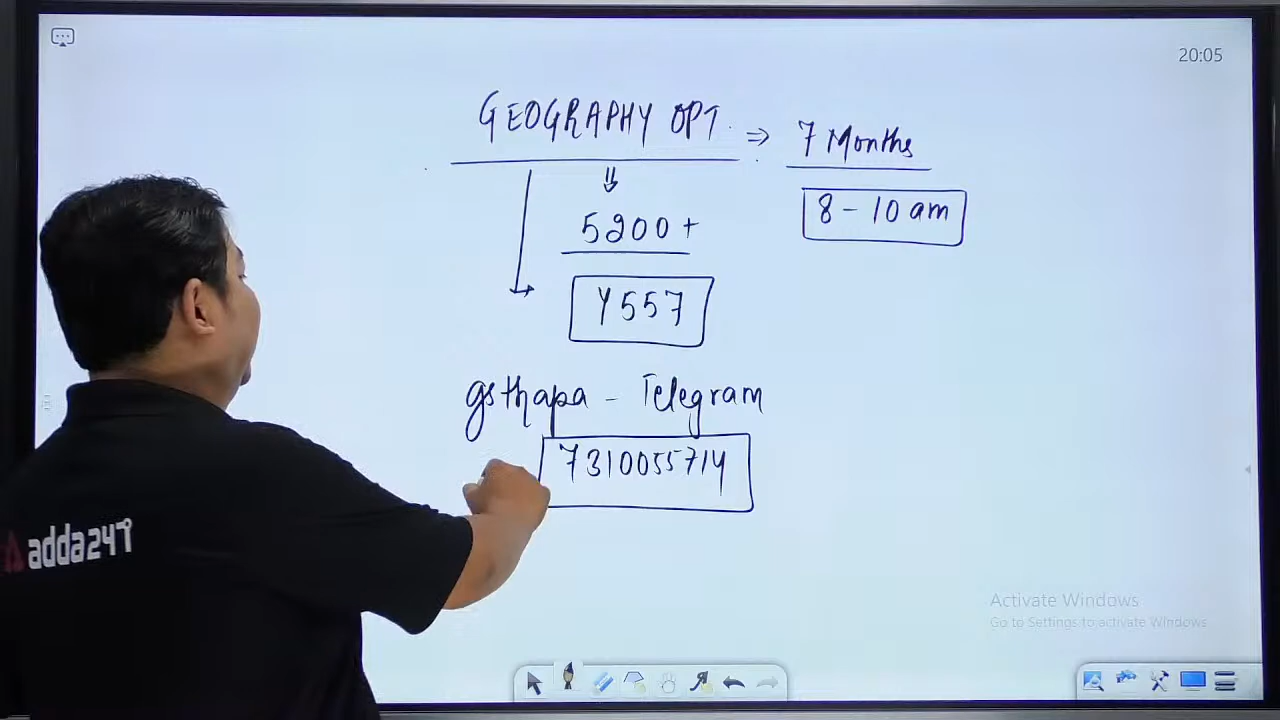 20:05
GEOGRAPHY OPT. ⇒ 7 Months
8 - 10 am
5200+
Y557
gsthapa - Telegram
7310055714
adda247
Activate Windows
Go to Settings to activate Windows